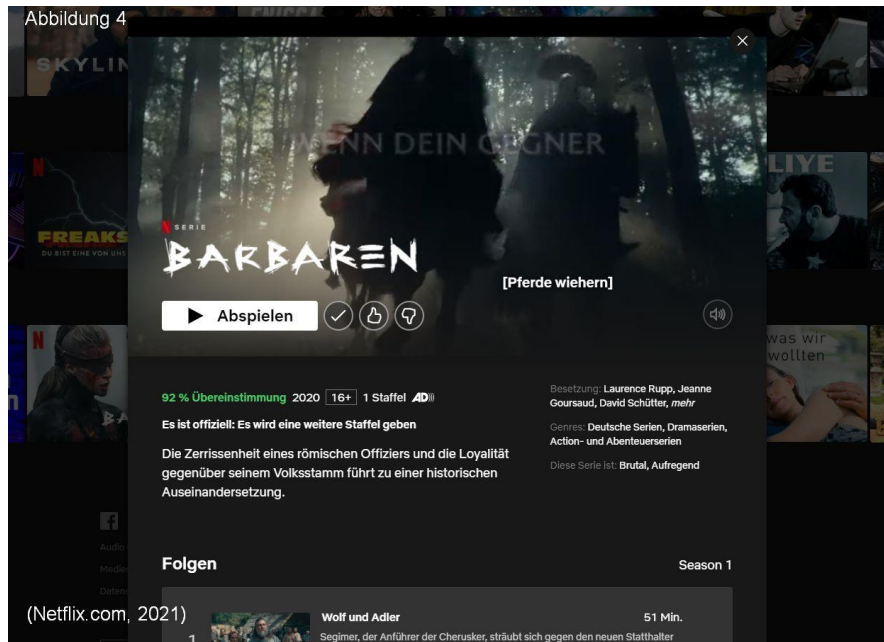 Abbildung 4
SKYLIN
WENN DEIN GEGNER
LIVE
N SERIE
FREAKS
DU BIST EINE VON UNS
BARBAREN
[Pferde wiehern]
Abspielen
was wir
wollten
92 % Übereinstimmung 2020 16+ 1 Staffel AD
Es ist offiziell: Es wird eine weitere Staffel geben
Die Zerrissenheit eines römischen Offiziers und die Loyalität
gegenüber seinem Volksstamm führt zu einer historischen
Auseinandersetzung.
Besetzung: Laurence Rupp, Jeanne
Goursaud, David Schütter, mehr
Genres: Deutsche Serien, Dramaserien,
Action- und Abenteuerserien
Diese Serie ist: Brutal, Aufregend
Audio
Medie
Daten
Folgen
Season 1
(Netflix.com, 2021)
1
Wolf und Adler
51 Min.
Segimer, der Anführer der Cherusker, sträubt sich gegen den neuen Statthalter